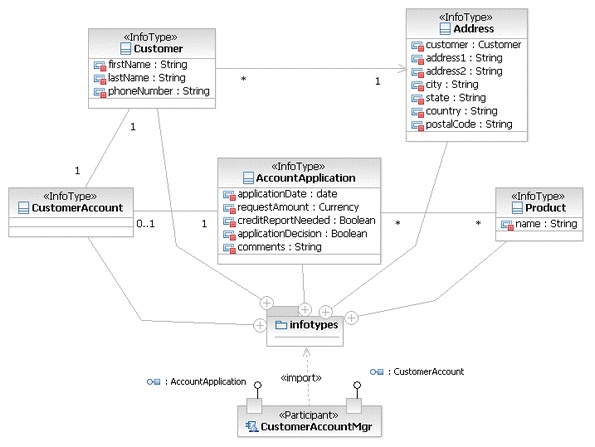 «InfoType»
Customer
firstName : String
lastName : String
phoneNumber : String
«InfoType»
Address
customer : Customer
address1 : String
address2 : String
city : String
state : String
country : String
postalCode : String
*
1
1
1
«InfoType»
CustomerAccount
0..1
1
«InfoType»
AccountApplication
applicationDate : date
requestAmount : Currency
creditReportNeeded : Boolean
applicationDecision : Boolean
comments : String
*
*
«InfoType»
Product
name : String
infotypes
«import»
: AccountApplication
: CustomerAccount
«Participant»
CustomerAccountMgr